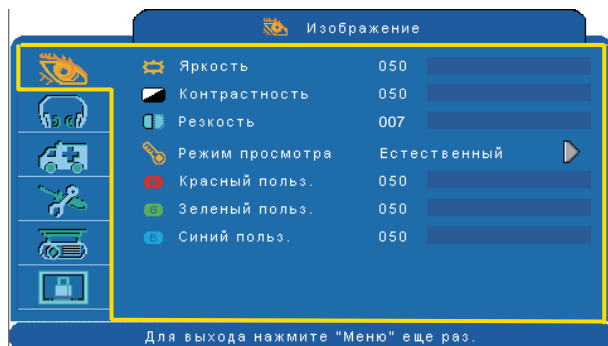 Изображение
Яркость 050
Контрастность 050
Резкость 007
Режим просмотра Естественный
Красный польз. 050
G Зеленый польз. 050
B Синий польз. 050
Для выхода нажмите "Меню" еще раз.